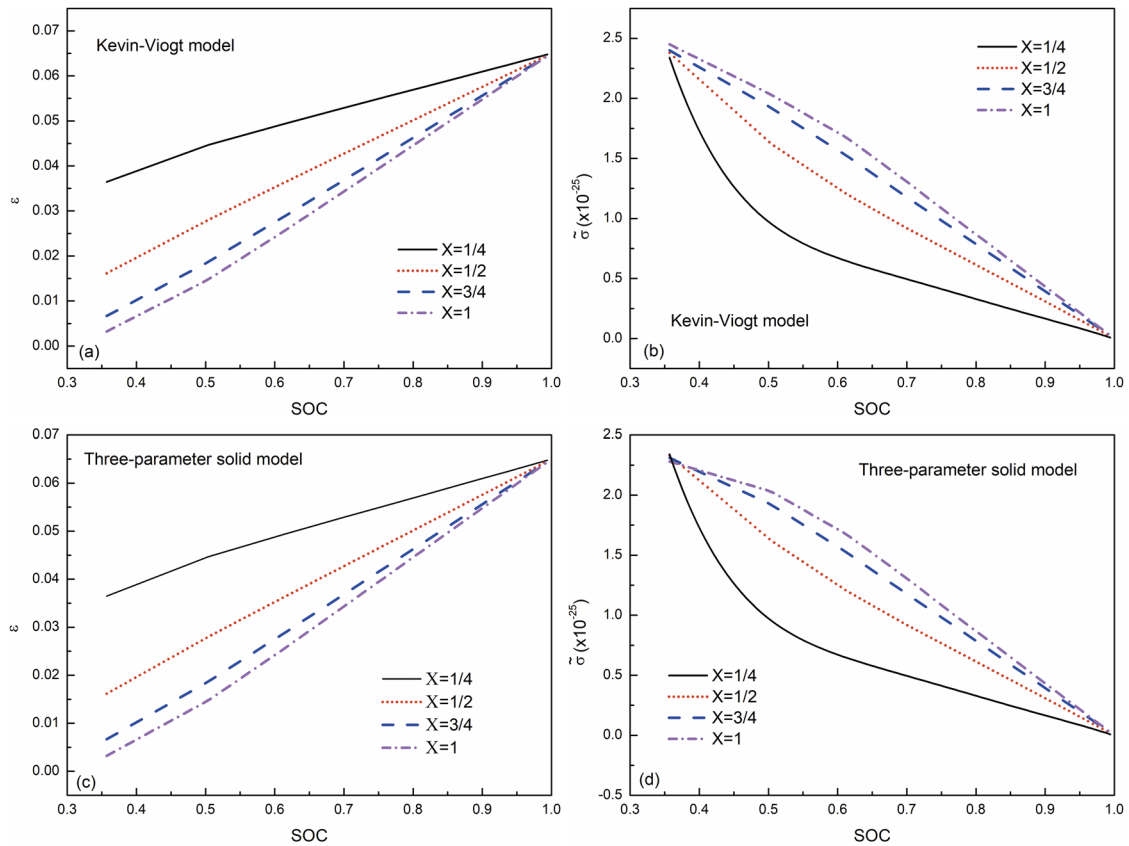 Kevin-Viogt model
0.07
0.06
0.05
0.04
0.03
0.02
0.01
0.00
ε
X=1/4
X=1/2
X=3/4
X=1
(a)
0.3 0.4 0.5 0.6 0.7 0.8 0.9 1.0
SOC
2.5
2.0
1.5
1.0
0.5
0.0
σ̃ (x10⁻²⁵)
X=1/4
X=1/2
X=3/4
X=1
Kevin-Viogt model
(b)
0.3 0.4 0.5 0.6 0.7 0.8 0.9 1.0
SOC
0.07
0.06
0.05
0.04
0.03
0.02
0.01
0.00
ε
Three-parameter solid model
X=1/4
X=1/2
X=3/4
X=1
(c)
0.3 0.4 0.5 0.6 0.7 0.8 0.9 1.0
SOC
2.5
2.0
1.5
1.0
0.5
0.0
-0.5
σ̃ (x10⁻²⁵)
Three-parameter solid model
X=1/4
X=1/2
X=3/4
X=1
(d)
0.3 0.4 0.5 0.6 0.7 0.8 0.9 1.0
SOC